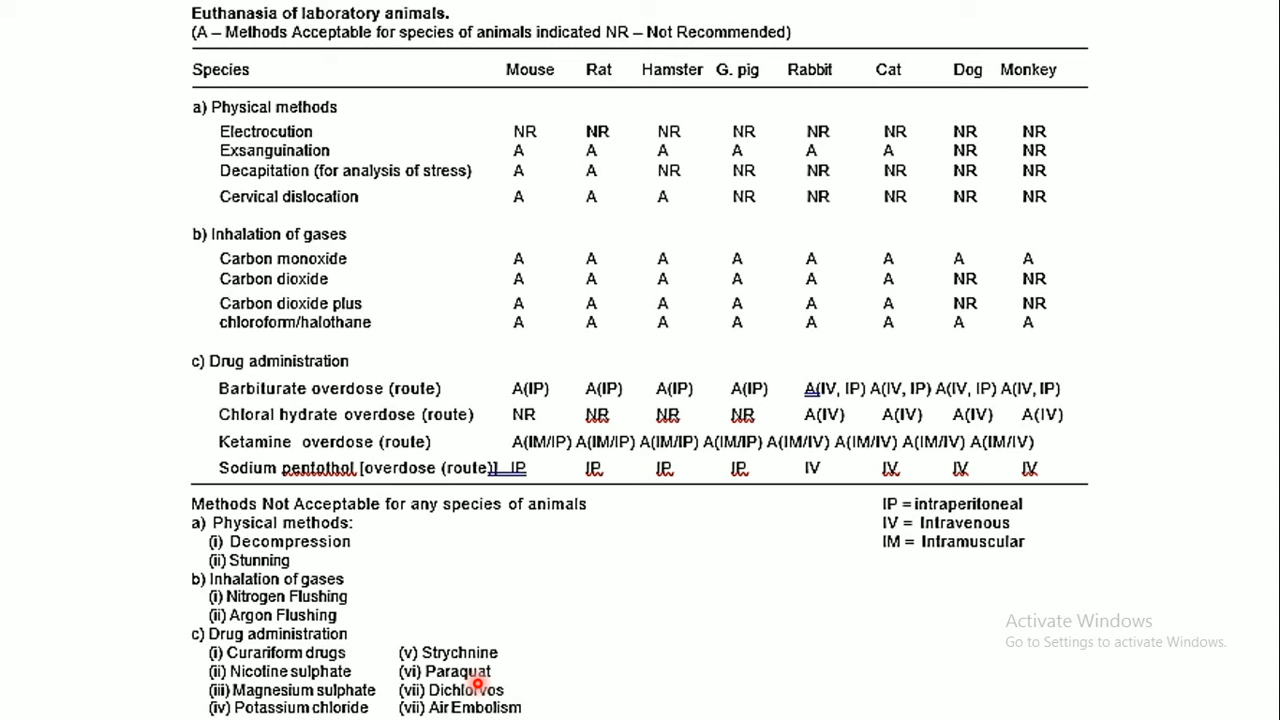 Euthanasia of laboratory animals.
(A – Methods Acceptable for species of animals indicated NR – Not Recommended)
Species Mouse Rat Hamster G. pig Rabbit Cat Dog Monkey
a) Physical methods
Electrocution NR NR NR NR NR NR NR NR
Exsanguination A A A A A A NR NR
Decapitation (for analysis of stress) A A NR NR NR NR NR NR
Cervical dislocation A A A NR NR NR NR NR
b) Inhalation of gases
Carbon monoxide A A A A A A A A
Carbon dioxide A A A A A A NR NR
Carbon dioxide plus A A A A A A NR NR
chloroform/halothane A A A A A A A A
c) Drug administration
Barbiturate overdose (route) A(IP) A(IP) A(IP) A(IP) A(IV, IP) A(IV, IP) A(IV, IP) A(IV, IP)
Chloral hydrate overdose (route) NR NR NR NR A(IV) A(IV) A(IV) A(IV)
Ketamine overdose (route) A(IM/IP) A(IM/IP) A(IM/IP) A(IM/IP) A(IM/IV) A(IM/IV) A(IM/IV) A(IM/IV)
Sodium pentothol [overdose (route)] IP IP IP IP IV IV IV IV
Methods Not Acceptable for any species of animals IP = intraperitoneal
a) Physical methods: IV = Intravenous
(i) Decompression IM = Intramuscular
(ii) Stunning
b) Inhalation of gases
(i) Nitrogen Flushing
(ii) Argon Flushing
c) Drug administration
(i) Curariform drugs (v) Strychnine
(ii) Nicotine sulphate (vi) Paraquat
(iii) Magnesium sulphate (vii) Dichlorvos
(iv) Potassium chloride (vii) Air Embolism
Activate Windows
Go to Settings to activate Windows.